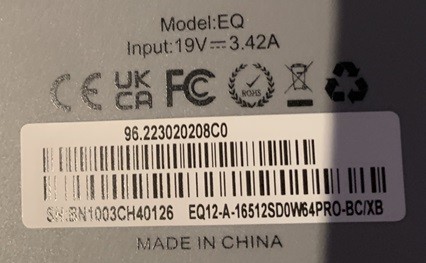 Model:EQ
Input:19V⎓3.42A
CE UK CA FC ROHS
96.223020208C0
SN:BN1003CH40126 EQ12-A-16512SD0W64PRO-BC/XB
MADE IN CHINA